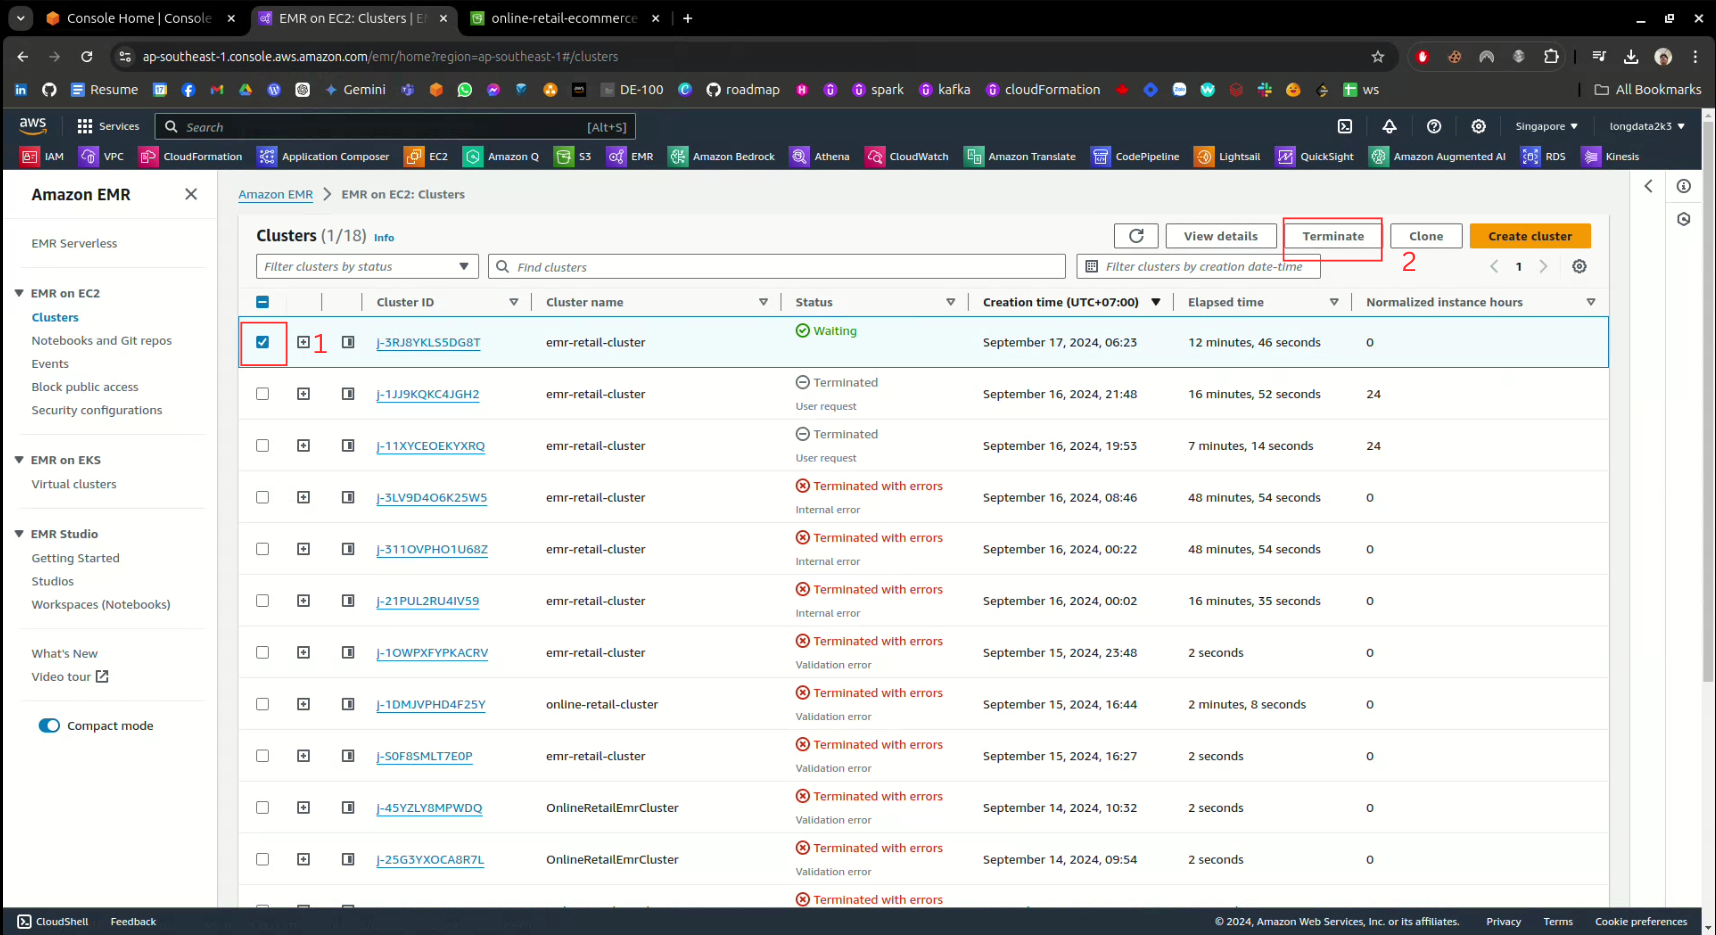 Console Home | Console
EMR on EC2: Clusters | EM
online-retail-ecommerce
ap-southeast-1.console.aws.amazon.com/emr/home?region=ap-southeast-1#/clusters
Resume
Gemini
DE-100
roadmap
spark
kafka
cloudFormation
ws
All Bookmarks
aws
Services
Search
[Alt+S]
Singapore
longdata2k3
IAM
VPC
CloudFormation
Application Composer
EC2
Amazon Q
S3
EMR
Amazon Bedrock
Athena
CloudWatch
Amazon Translate
CodePipeline
Lightsail
QuickSight
Amazon Augmented AI
RDS
Kinesis
Amazon EMR
EMR Serverless
EMR on EC2
Clusters
Notebooks and Git repos
Events
Block public access
Security configurations
EMR on EKS
Virtual clusters
EMR Studio
Getting Started
Studios
Workspaces (Notebooks)
What's New
Video tour
Compact mode
Amazon EMR > EMR on EC2: Clusters
Clusters (1/18) Info
View details
Terminate
Clone
Create cluster
2
Filter clusters by status
Find clusters
Filter clusters by creation date-time
1
Cluster ID Cluster name Status Creation time (UTC+07:00) Elapsed time Normalized instance hours
1 j-3RJ8YKLS5DG8T emr-retail-cluster Waiting September 17, 2024, 06:23 12 minutes, 46 seconds 0
j-1JJ9KQKC4JGH2 emr-retail-cluster Terminated September 16, 2024, 21:48 16 minutes, 52 seconds 24
User request
j-11XYCEOEKYXRQ emr-retail-cluster Terminated September 16, 2024, 19:53 7 minutes, 14 seconds 24
User request
j-3LV9D4O6K25W5 emr-retail-cluster Terminated with errors September 16, 2024, 08:46 48 minutes, 54 seconds 0
Internal error
j-311OVPHO1U68Z emr-retail-cluster Terminated with errors September 16, 2024, 00:22 48 minutes, 54 seconds 0
Internal error
j-21PUL2RU4IV59 emr-retail-cluster Terminated with errors September 16, 2024, 00:02 16 minutes, 35 seconds 0
Internal error
j-1OWPXFYPKACRV emr-retail-cluster Terminated with errors September 15, 2024, 23:48 2 seconds 0
Validation error
j-1DMJVPHD4F25Y online-retail-cluster Terminated with errors September 15, 2024, 16:44 2 minutes, 8 seconds 0
Validation error
j-S0F8SMLT7E0P emr-retail-cluster Terminated with errors September 15, 2024, 16:27 2 seconds 0
Validation error
j-45YZLY8MPWDQ OnlineRetailEmrCluster Terminated with errors September 14, 2024, 10:32 2 seconds 0
Validation error
j-25G3YXOCA8R7L OnlineRetailEmrCluster Terminated with errors September 14, 2024, 09:54 2 seconds 0
Validation error
Terminated with errors
CloudShell
Feedback
© 2024, Amazon Web Services, Inc. or its affiliates.
Privacy
Terms
Cookie preferences